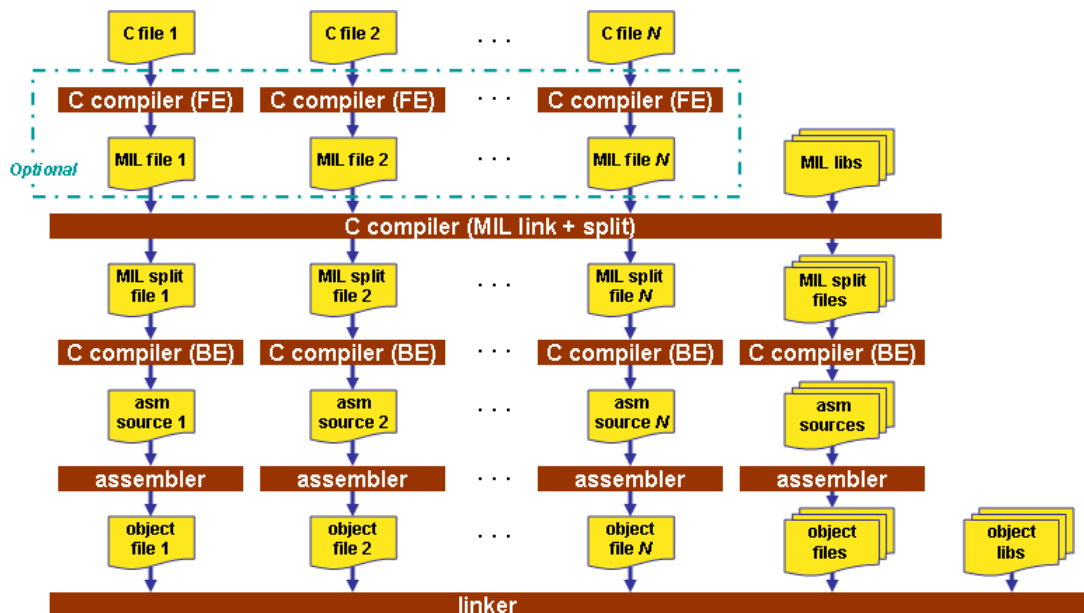 C file 1
C file 2
. . .
C file N
C compiler (FE)
C compiler (FE)
. . .
C compiler (FE)
MIL file 1
MIL file 2
. . .
MIL file N
MIL libs
Optional
C compiler (MIL link + split)
MIL split
file 1
MIL split
file 2
. . .
MIL split
file N
MIL split
files
C compiler (BE)
C compiler (BE)
. . .
C compiler (BE)
C compiler (BE)
asm
source 1
asm
source 2
. . .
asm
source N
asm
sources
assembler
assembler
. . .
assembler
assembler
object
file 1
object
file 2
. . .
object
file N
object
files
object
libs
linker